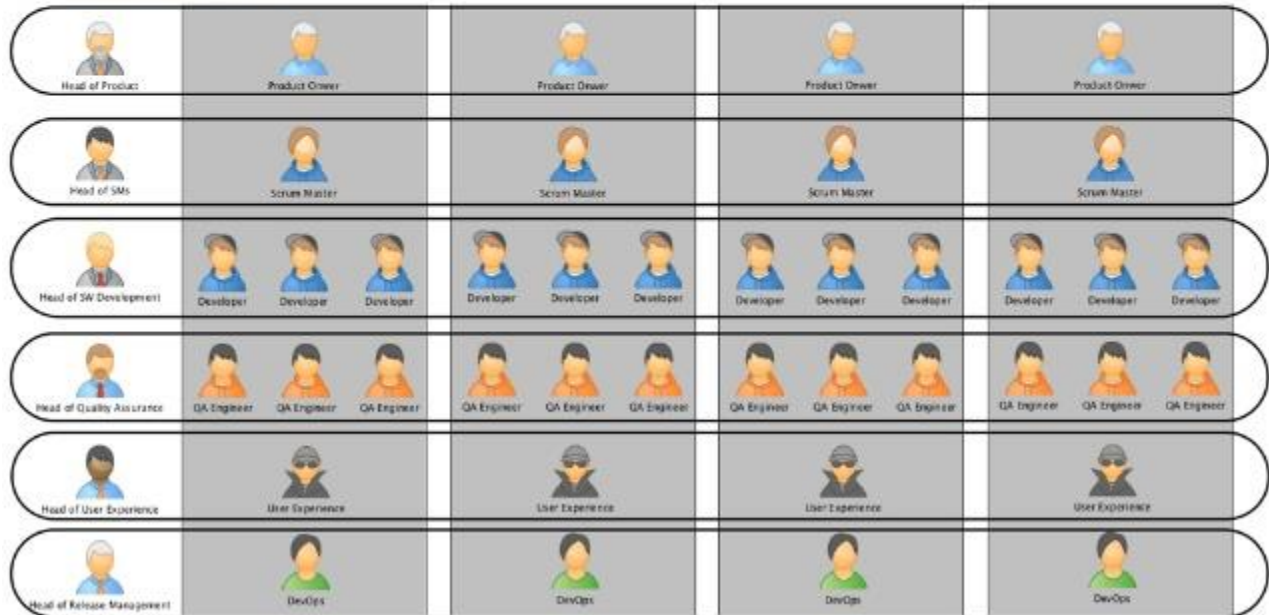 Head of Product Product Onwer Product Onwer Product Onwer Product Onwer
Head of SMs Scrum Master Scrum Master Scrum Master Scrum Master
Head of SW Development Developer Developer Developer Developer Developer Developer Developer Developer Developer Developer Developer Developer
Head of Quality Assurance QA Engineer QA Engineer QA Engineer QA Engineer QA Engineer QA Engineer QA Engineer QA Engineer QA Engineer QA Engineer QA Engineer QA Engineer
Head of User Experience User Experience User Experience User Experience User Experience
Head of Release Management DevOps DevOps DevOps DevOps